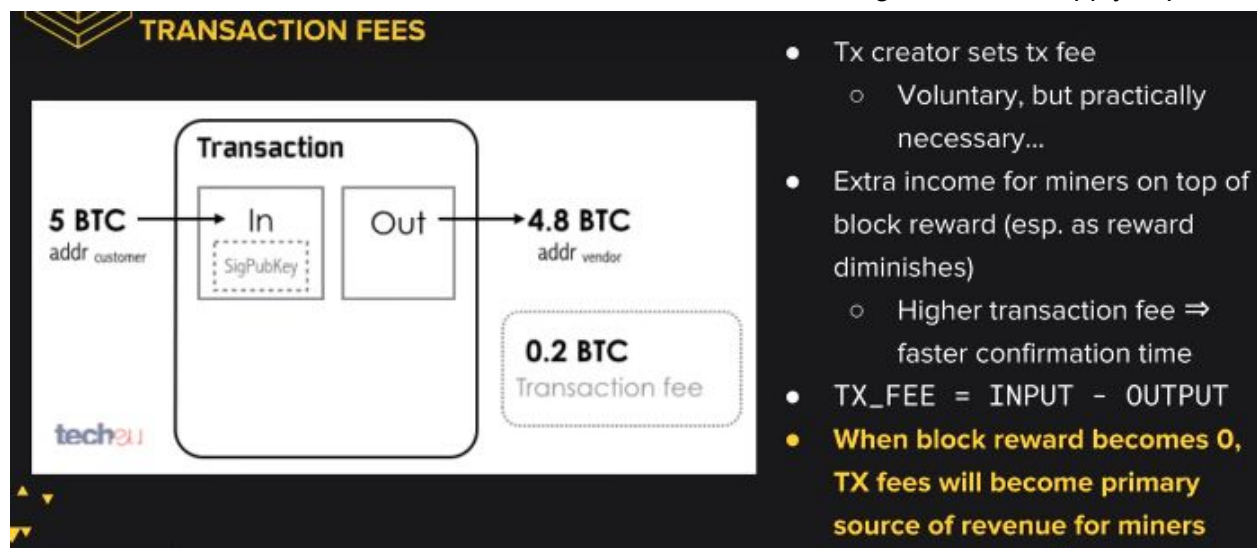 TRANSACTION FEES
Transaction
5 BTC
addr customer
In
SigPubKey
Out
4.8 BTC
addr vendor
0.2 BTC
Transaction fee
tech.eu
● Tx creator sets tx fee
○ Voluntary, but practically
necessary...
● Extra income for miners on top of
block reward (esp. as reward
diminishes)
○ Higher transaction fee ⇒
faster confirmation time
● TX_FEE = INPUT - OUTPUT
● When block reward becomes 0,
TX fees will become primary
source of revenue for miners